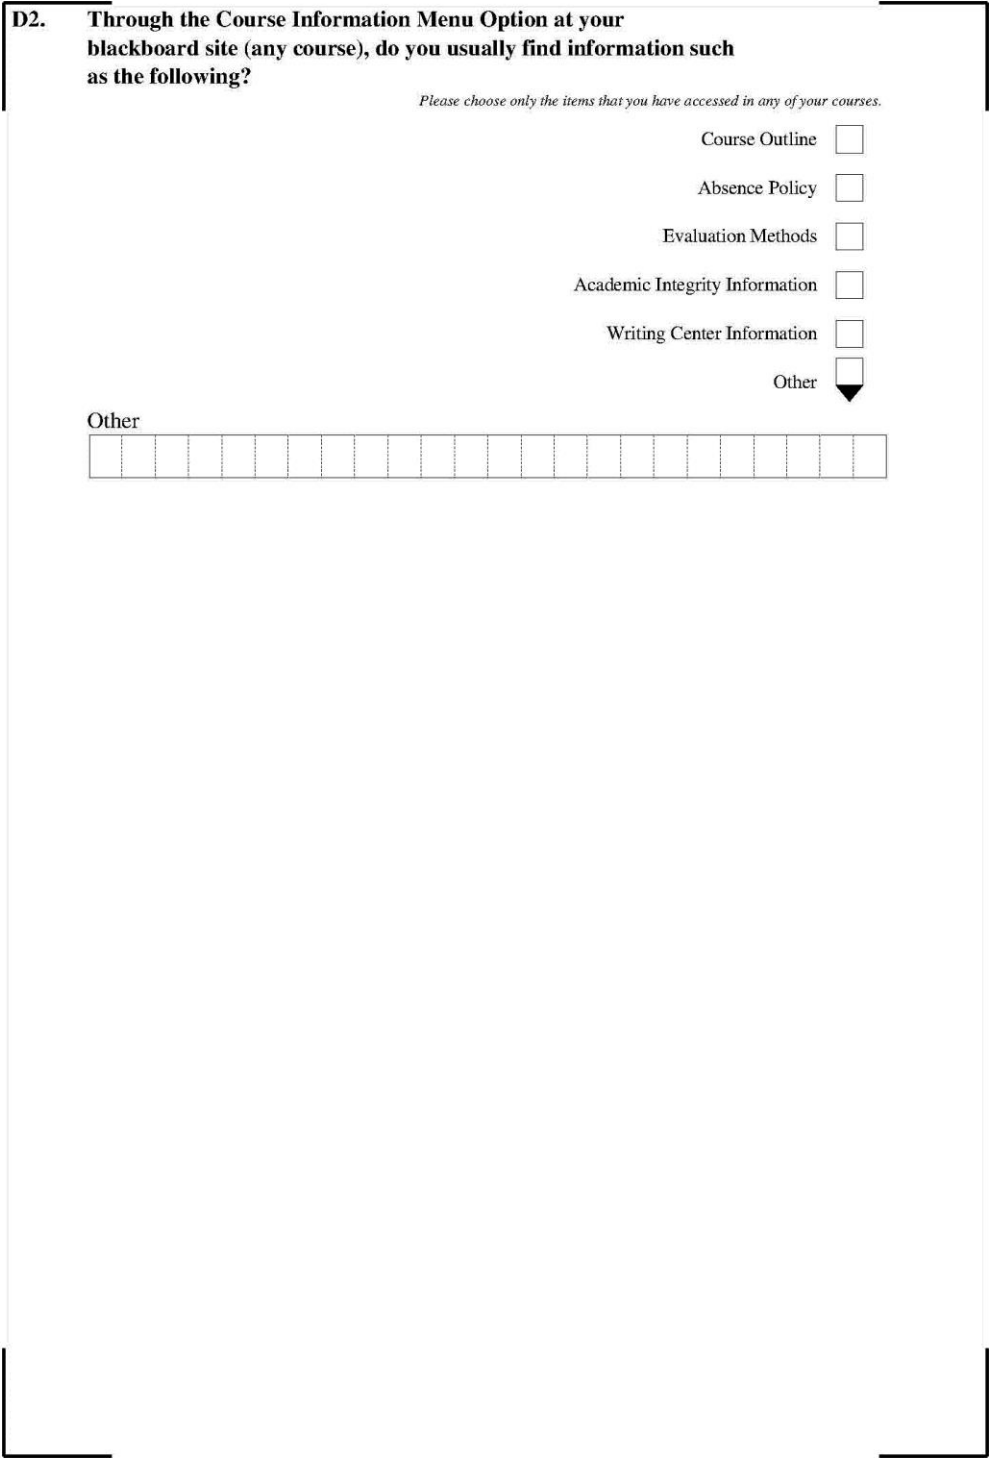 D2. Through the Course Information Menu Option at your
blackboard site (any course), do you usually find information such
as the following?
Please choose only the items that you have accessed in any of your courses.
Course Outline
Absence Policy
Evaluation Methods
Academic Integrity Information
Writing Center Information
Other
Other